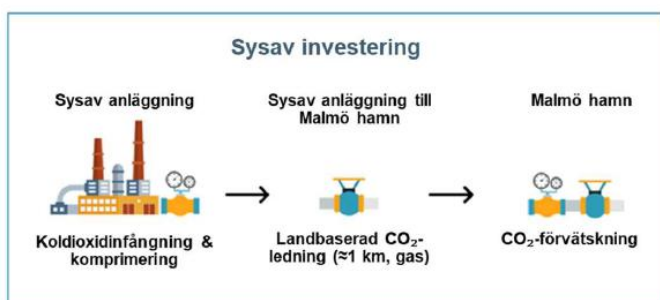 Sysav investering
Sysav anläggning
Koldioxidinfångning &
komprimering
Sysav anläggning till
Malmö hamn
Landbaserad CO₂-
ledning (≈1 km, gas)
Malmö hamn
CO₂-förvätskning